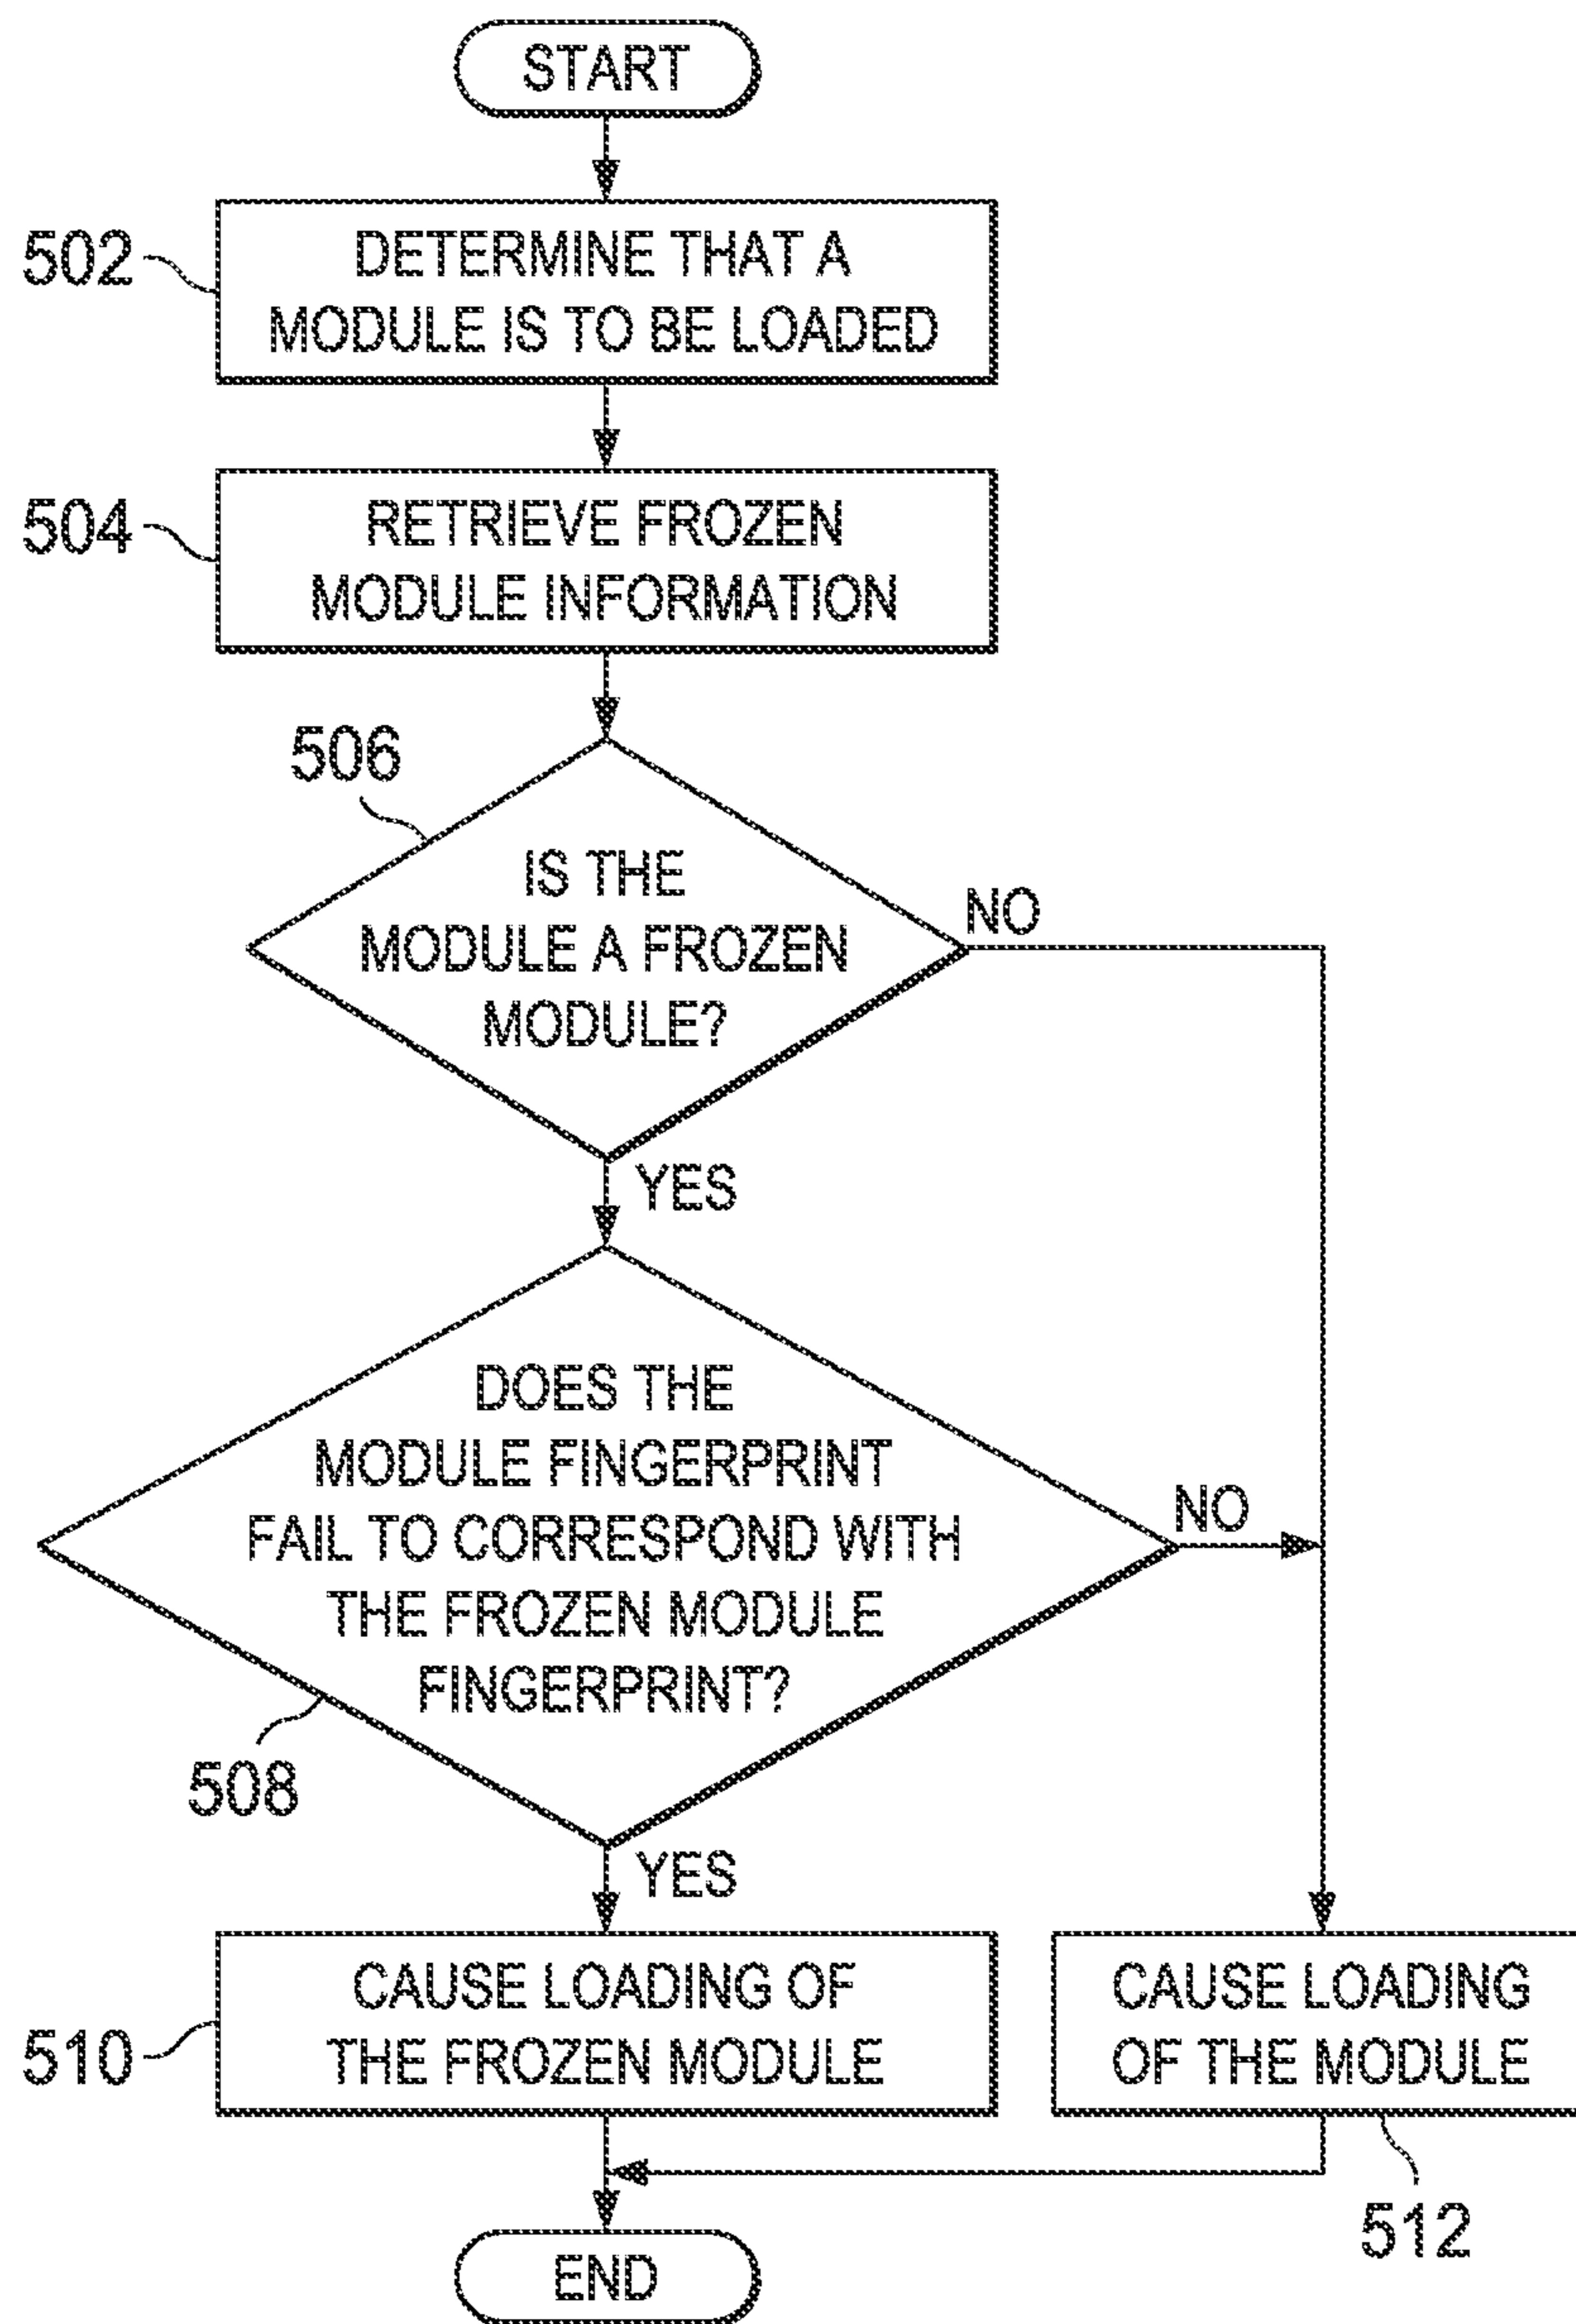 START
502
DETERMINE THAT A
MODULE IS TO BE LOADED
504
RETRIEVE FROZEN
MODULE INFORMATION
506
IS THE
MODULE A FROZEN
MODULE?
NO
YES
DOES THE
MODULE FINGERPRINT
FAIL TO CORRESPOND WITH
THE FROZEN MODULE
FINGERPRINT?
NO
508
YES
510
CAUSE LOADING OF
THE FROZEN MODULE
CAUSE LOADING
OF THE MODULE
512
END